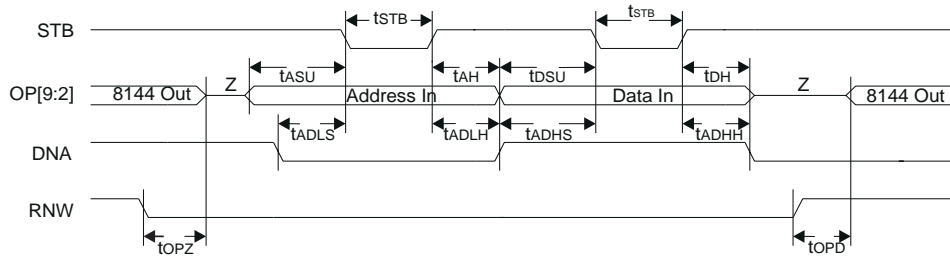 STB tSTB tSTB
tASU tAH tDSU tDH
OP[9:2] 8144 Out Z Address In Data In Z 8144 Out
tADLS tADLH tADHS tADHH
DNA
RNW
tOPZ tOPD